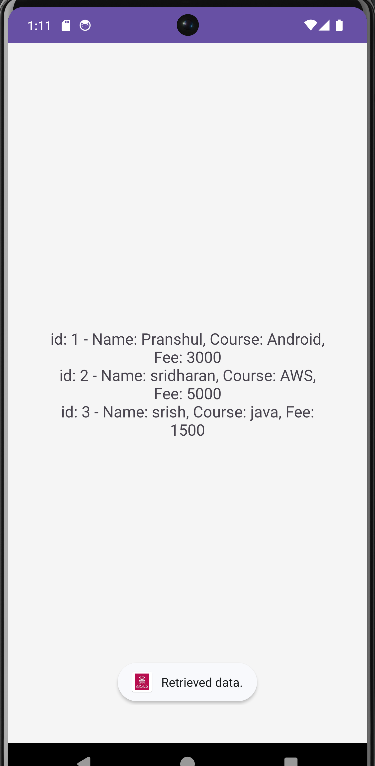 1:11
id: 1 - Name: Pranshul, Course: Android,
Fee: 3000
id: 2 - Name: sridharan, Course: AWS,
Fee: 5000
id: 3 - Name: srish, Course: java, Fee:
1500
Retrieved data.